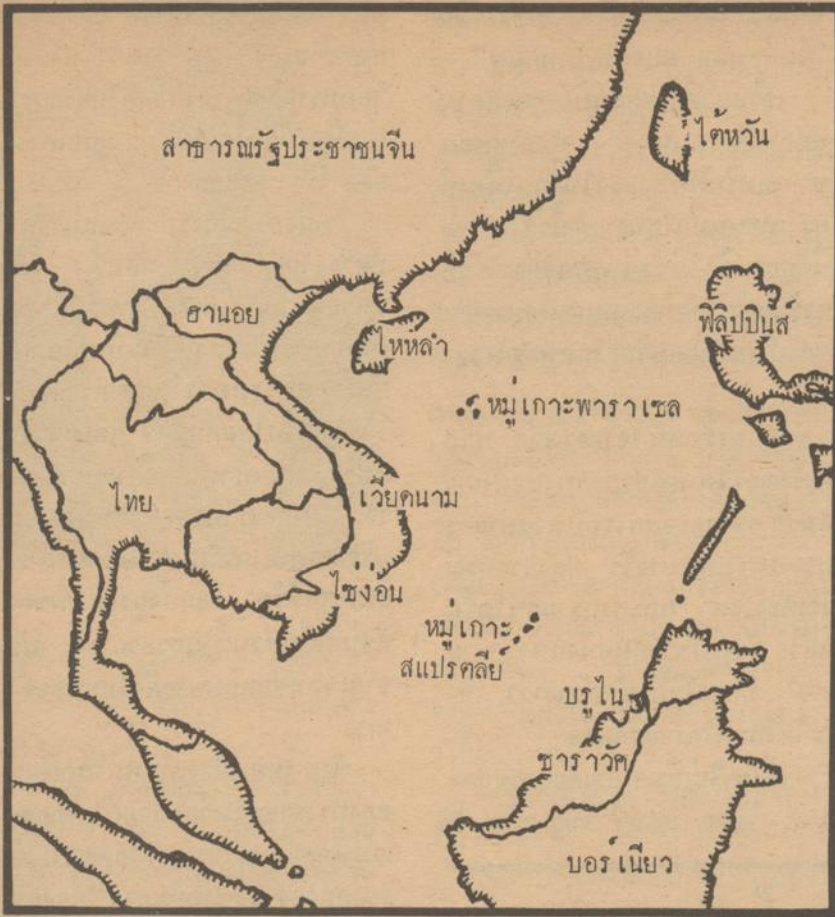 สาธารณรัฐประชาชนจีน
ไต้หวัน
ฮานอย
ไหหลำ
ฟิลิปปินส์
หมู่เกาะพาราเซล
ไทย
เวียดนาม
ไซ่ง่อน
หมู่เกาะ
สแปรตลีย์
บรูไน
ซาราวัค
บอร์เนียว